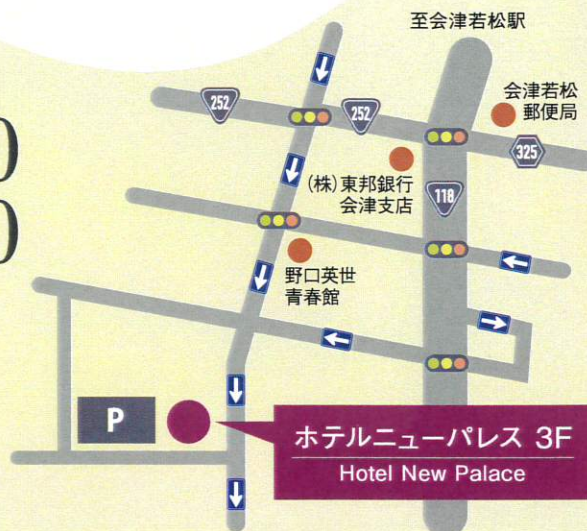 至会津若松駅
252
252
会津若松
郵便局
325
(株)東邦銀行
会津支店
118
野口英世
青春館
P
ホテルニューパレス 3F
Hotel New Palace